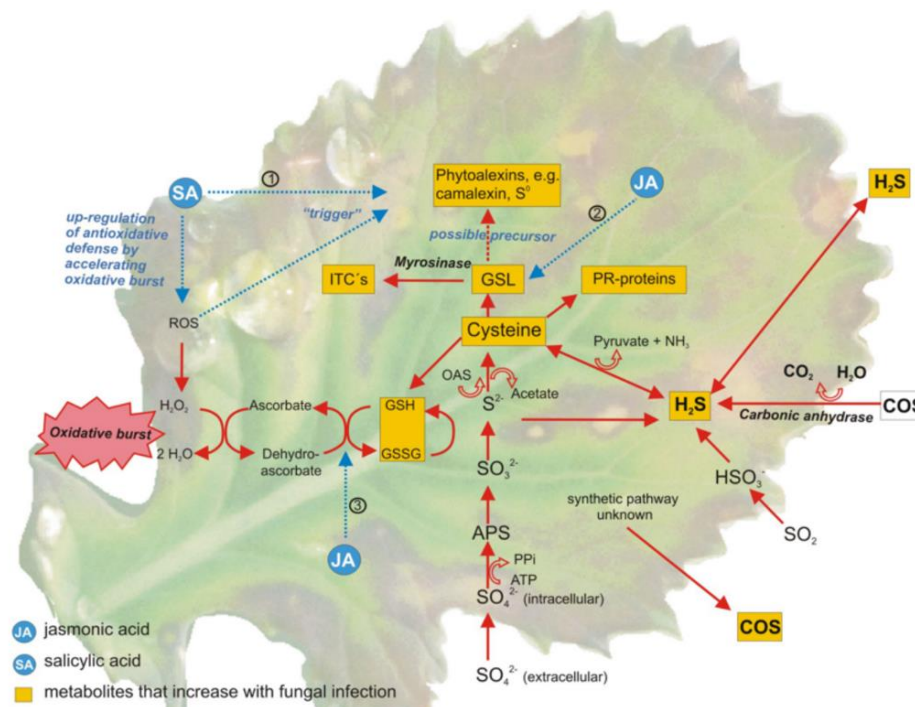 SA
①
Phytoalexins, e.g.
camalexin, S⁰
JA
H₂S
up-regulation
of antioxidative
defense by
accelerating
oxidative burst
"trigger"
②
possible precursor
ITC´s
Myrosinase
GSL
PR-proteins
ROS
Cysteine
Pyruvate + NH₃
OAS
Acetate
CO₂
H₂O
H₂O₂
Ascorbate
GSH
S²⁻
H₂S
COS
Carbonic anhydrase
Oxidative burst
2 H₂O
Dehydro-
ascorbate
GSSG
SO₃²⁻
HSO₃⁻
③
synthetic pathway
unknown
APS
SO₂
JA
PPi
ATP
SO₄²⁻ (intracellular)
COS
JA jasmonic acid
SA salicylic acid
SO₄²⁻ (extracellular)
metabolites that increase with fungal infection